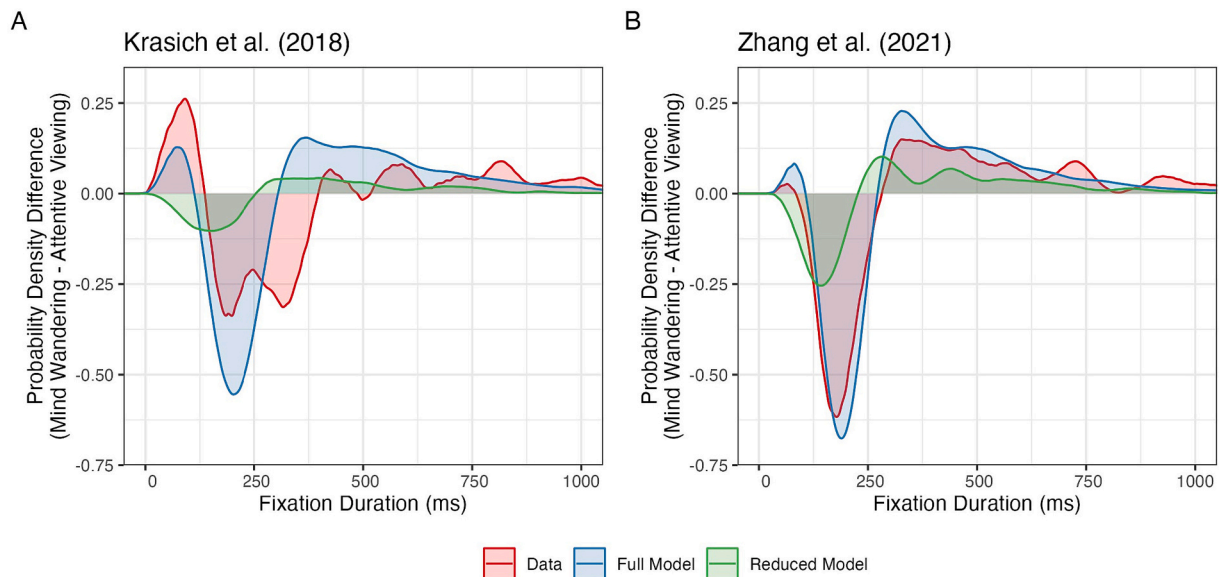 A
Krasich et al. (2018)
Probability Density Difference
(Mind Wandering - Attentive Viewing)
0.25
0.00
-0.25
-0.50
-0.75
0 250 500 750 1000
Fixation Duration (ms)
B
Zhang et al. (2021)
Probability Density Difference
(Mind Wandering - Attentive Viewing)
0.25
0.00
-0.25
-0.50
-0.75
0 250 500 750 1000
Fixation Duration (ms)
Data Full Model Reduced Model